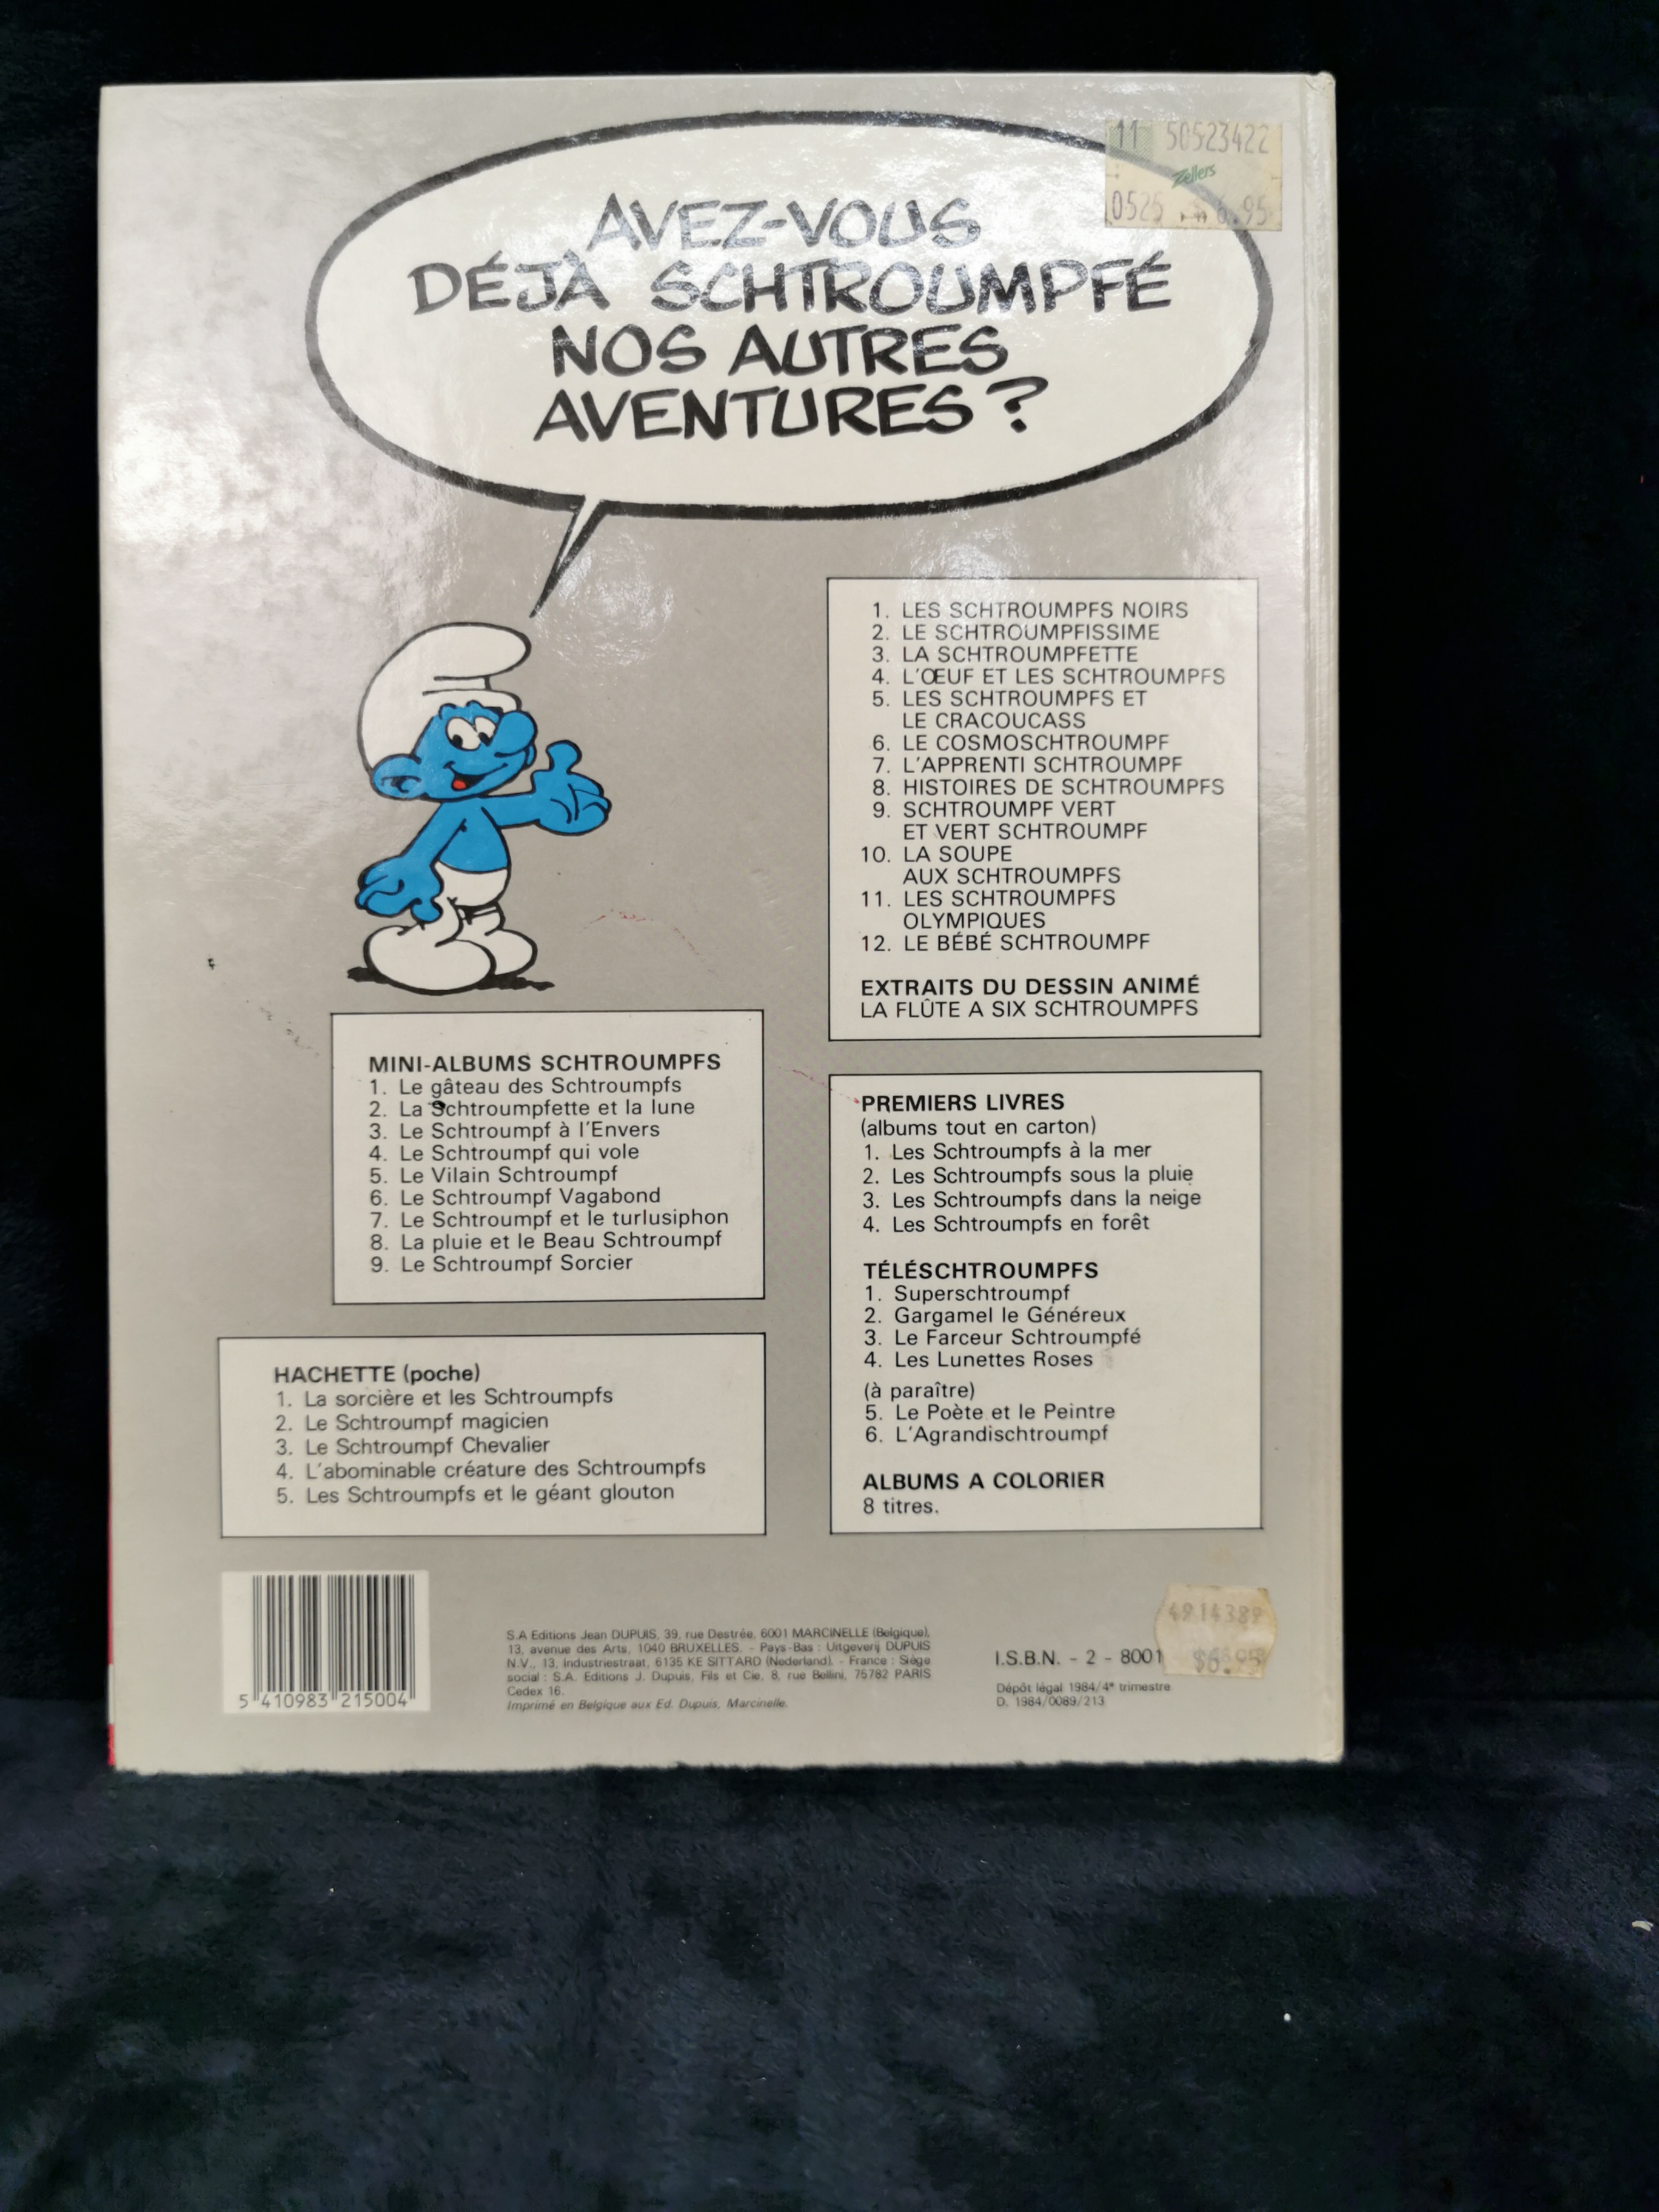 11 50523422
Zellers
0525 6.95
AVEZ-VOUS
DÉJÀ SCHTROUMPFÉ
NOS AUTRES
AVENTURES ?
1. LES SCHTROUMPFS NOIRS
2. LE SCHTROUMPFISSIME
3. LA SCHTROUMPFETTE
4. L'ŒUF ET LES SCHTROUMPFS
5. LES SCHTROUMPFS ET
LE CRACOUCASS
6. LE COSMOSCHTROUMPF
7. L'APPRENTI SCHTROUMPF
8. HISTOIRES DE SCHTROUMPFS
9. SCHTROUMPF VERT
ET VERT SCHTROUMPF
10. LA SOUPE
AUX SCHTROUMPFS
11. LES SCHTROUMPFS
OLYMPIQUES
12. LE BÉBÉ SCHTROUMPF
EXTRAITS DU DESSIN ANIMÉ
LA FLÛTE A SIX SCHTROUMPFS
MINI-ALBUMS SCHTROUMPFS
1. Le gâteau des Schtroumpfs
2. La Schtroumpfette et la lune
3. Le Schtroumpf à l'Envers
4. Le Schtroumpf qui vole
5. Le Vilain Schtroumpf
6. Le Schtroumpf Vagabond
7. Le Schtroumpf et le turlusiphon
8. La pluie et le Beau Schtroumpf
9. Le Schtroumpf Sorcier
PREMIERS LIVRES
(albums tout en carton)
1. Les Schtroumpfs à la mer
2. Les Schtroumpfs sous la pluie
3. Les Schtroumpfs dans la neige
4. Les Schtroumpfs en forêt
TÉLÉSCHTROUMPFS
1. Superschtroumpf
2. Gargamel le Généreux
3. Le Farceur Schtroumpfé
4. Les Lunettes Roses
(à paraître)
5. Le Poète et le Peintre
6. L'Agrandischtroumpf
ALBUMS A COLORIER
8 titres.
HACHETTE (poche)
1. La sorcière et les Schtroumpfs
2. Le Schtroumpf magicien
3. Le Schtroumpf Chevalier
4. L'abominable créature des Schtroumpfs
5. Les Schtroumpfs et le géant glouton
5 410983 215004
S.A Editions Jean DUPUIS, 39, rue Destrée, 6001 MARCINELLE (Belgique),
13, avenue des Arts, 1040 BRUXELLES. - Pays-Bas : Uitgeverij DUPUIS
N.V., 13, Industriestraat, 6135 KE SITTARD (Nederland). - France : Siège
social : S.A. Editions J. Dupuis, Fils et Cie, 8, rue Bellini, 75782 PARIS
Cedex 16.
Imprimé en Belgique aux Ed. Dupuis, Marcinelle.
4914389
I.S.B.N. - 2 - 8001
Dépôt légal 1984/4e trimestre
D. 1984/0089/213